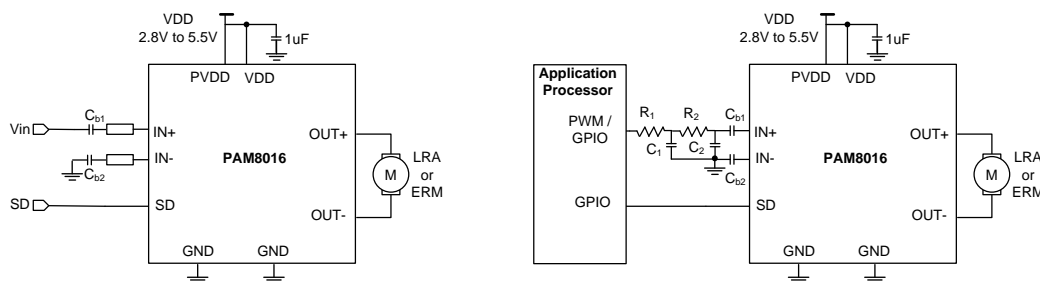 VDD
2.8V to 5.5V
1uF
PVDD
VDD
Vin
Cb1
IN+
IN-
Cb2
SD
SD
PAM8016
OUT+
OUT-
M
LRA
or
ERM
GND
GND
Application
Processor
PWM /
GPIO
GPIO
R1
R2
C1
C2
Cb1
Cb2
VDD
2.8V to 5.5V
1uF
PVDD
VDD
IN+
IN-
SD
PAM8016
OUT+
OUT-
M
LRA
or
ERM
GND
GND